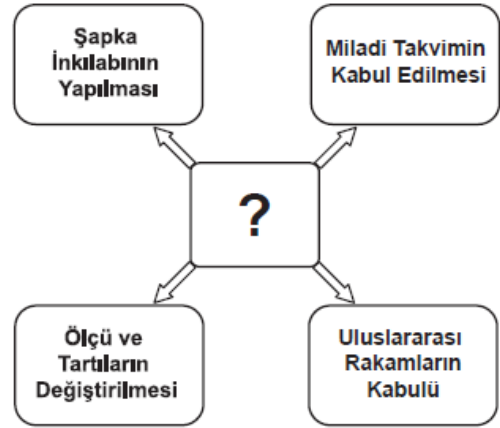 Şapka
İnkılabının
Yapılması
Miladi Takvimin
Kabul Edilmesi
?
Ölçü ve
Tartıların
Değiştirilmesi
Uluslararası
Rakamların
Kabulü